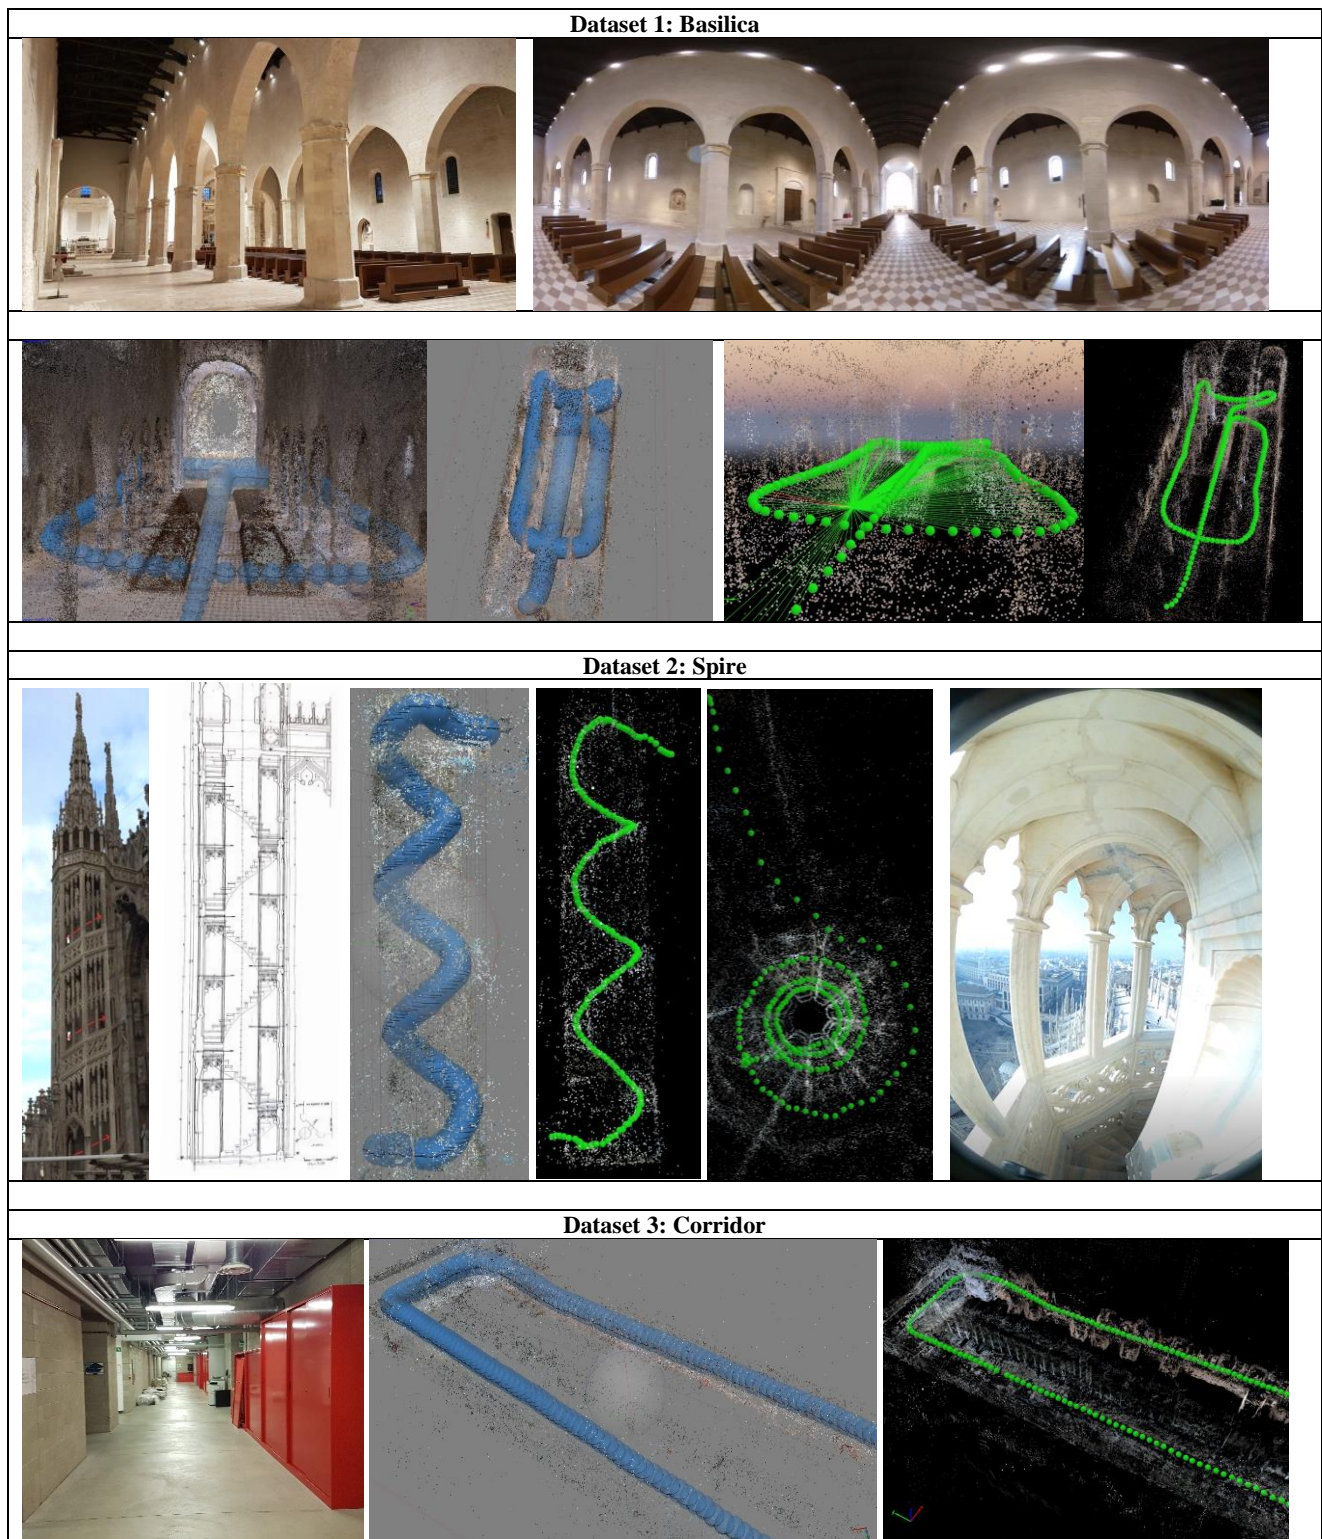 Dataset 1: Basilica
Dataset 2: Spire
Dataset 3: Corridor